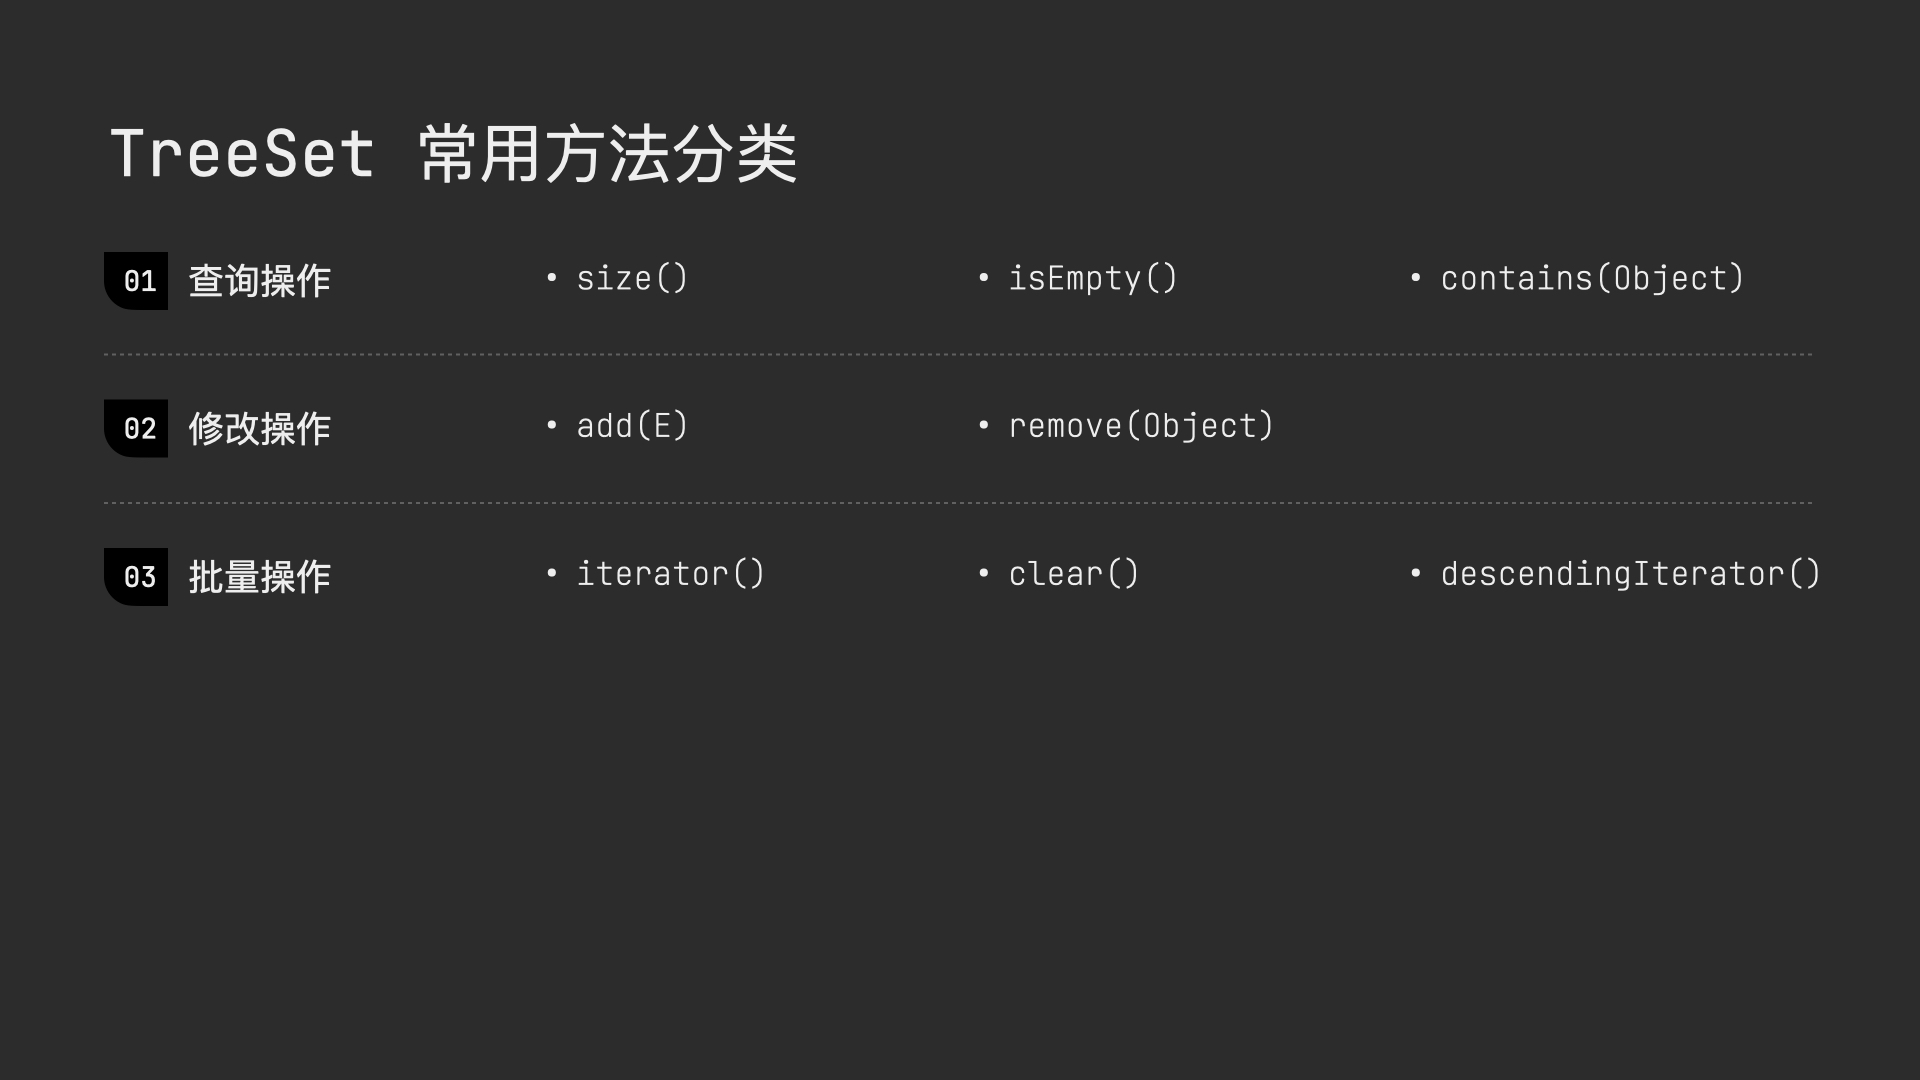 TreeSet 常用方法分类
01 查询操作 • size() • isEmpty() • contains(Object)
02 修改操作 • add(E) • remove(Object)
03 批量操作 • iterator() • clear() • descendingIterator()